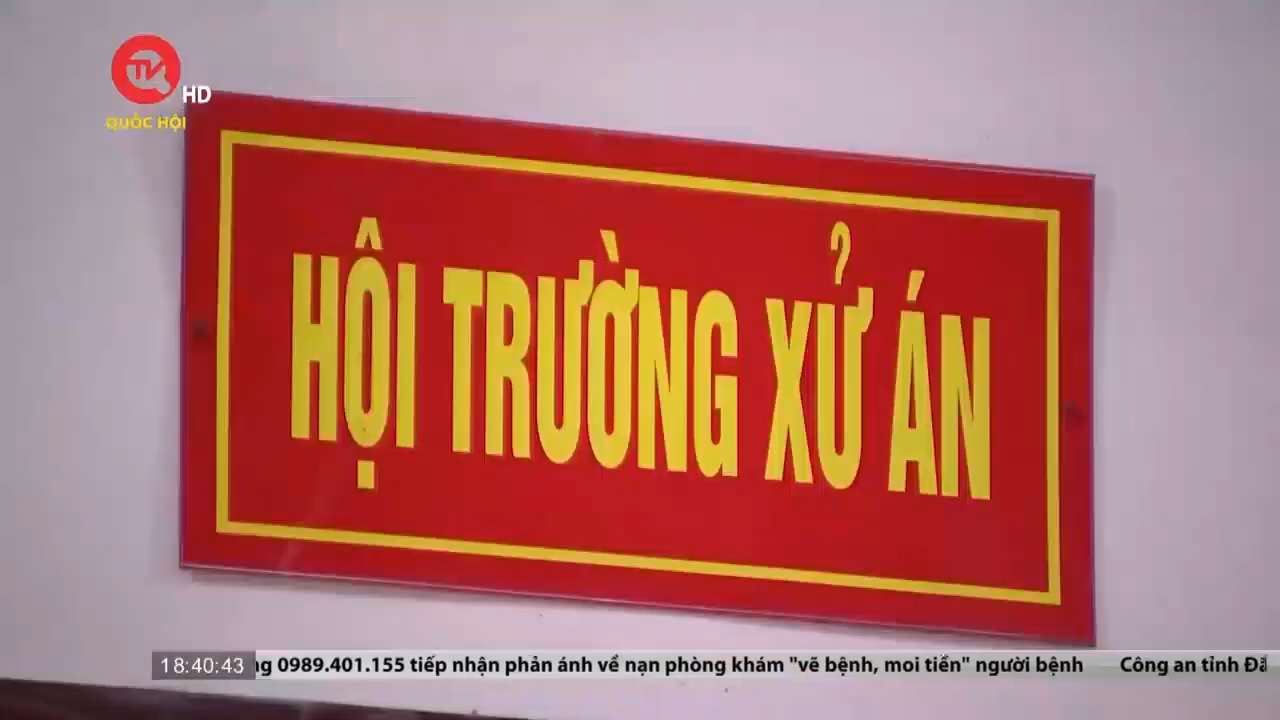 TV
HD
QUỐC HỘI
HỘI TRƯỜNG XỬ ÁN
18:40:43
0989.401.155 tiếp nhận phản ánh về nạn phòng khám "vẽ bệnh, moi tiền" người bệnh Công an tỉnh